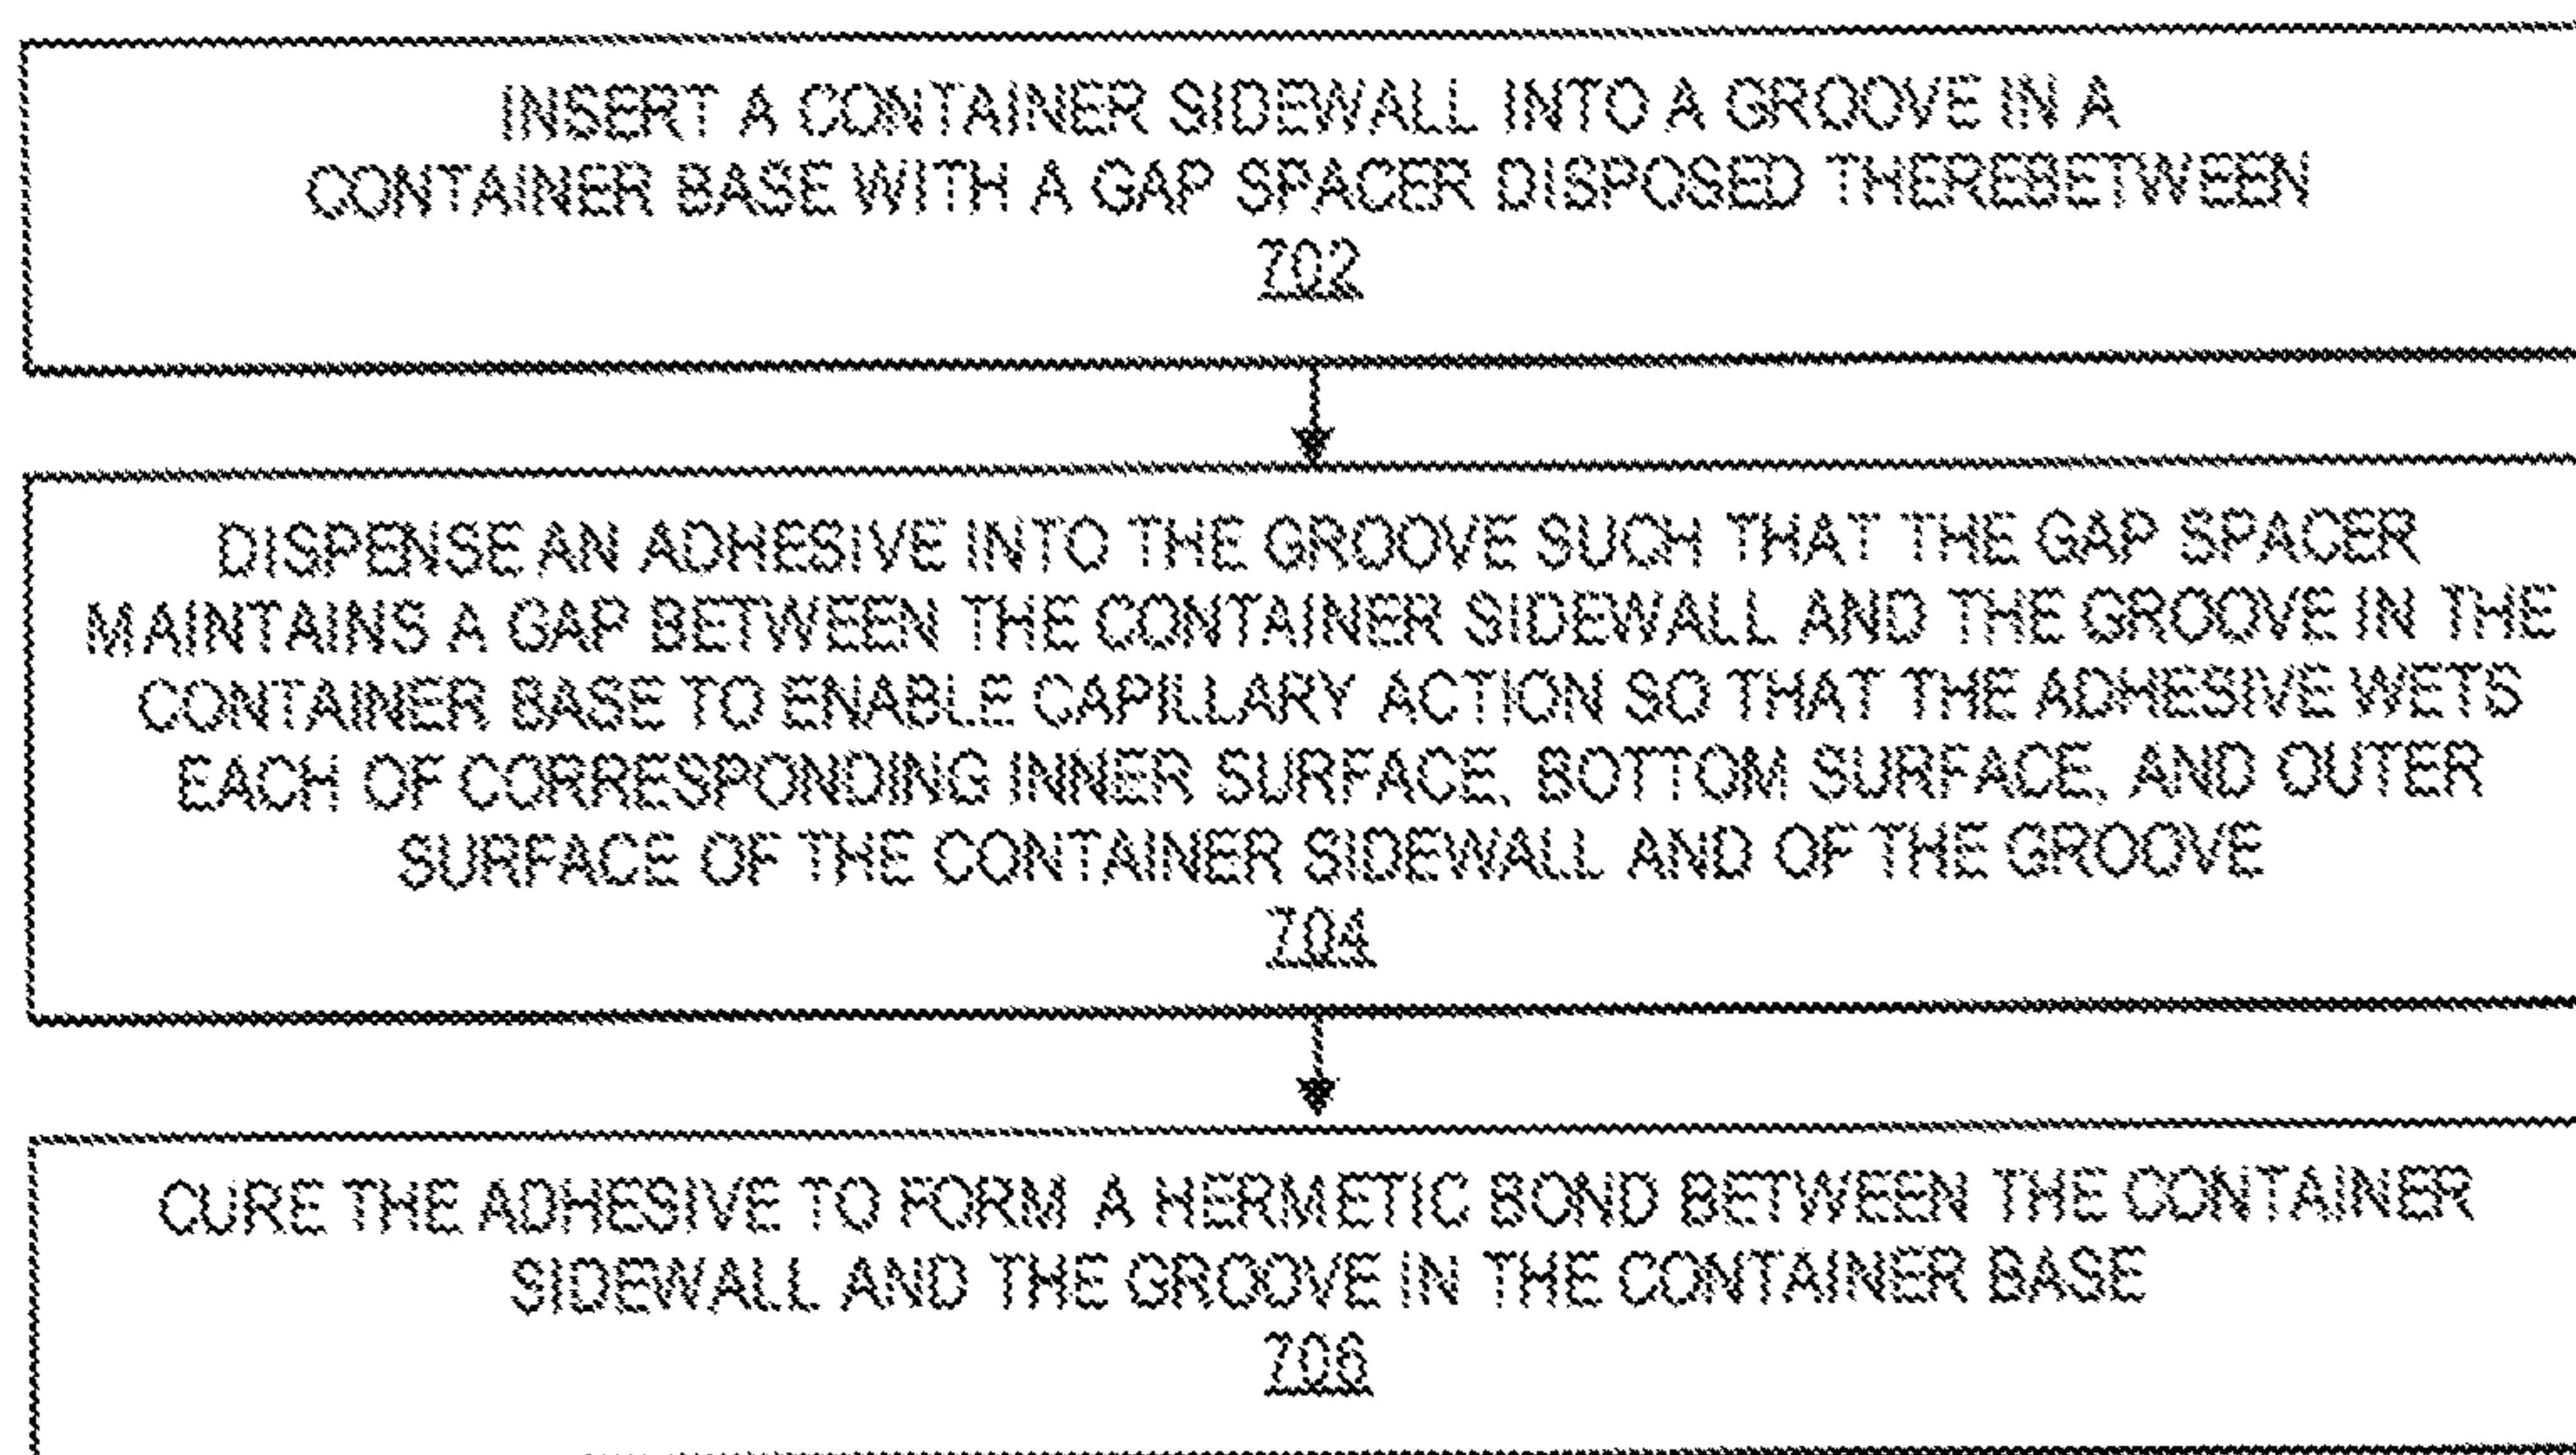 INSERT A CONTAINER SIDEWALL INTO A GROOVE IN A
CONTAINER BASE WITH A GAP SPACER DISPOSED THEREBETWEEN
702
DISPENSE AN ADHESIVE INTO THE GROOVE SUCH THAT THE GAP SPACER
MAINTAINS A GAP BETWEEN THE CONTAINER SIDEWALL AND THE GROOVE IN THE
CONTAINER BASE TO ENABLE CAPILLARY ACTION SO THAT THE ADHESIVE WETS
EACH OF CORRESPONDING INNER SURFACE, BOTTOM SURFACE, AND OUTER
SURFACE OF THE CONTAINER SIDEWALL AND OF THE GROOVE
704
CURE THE ADHESIVE TO FORM A HERMETIC BOND BETWEEN THE CONTAINER
SIDEWALL AND THE GROOVE IN THE CONTAINER BASE
706